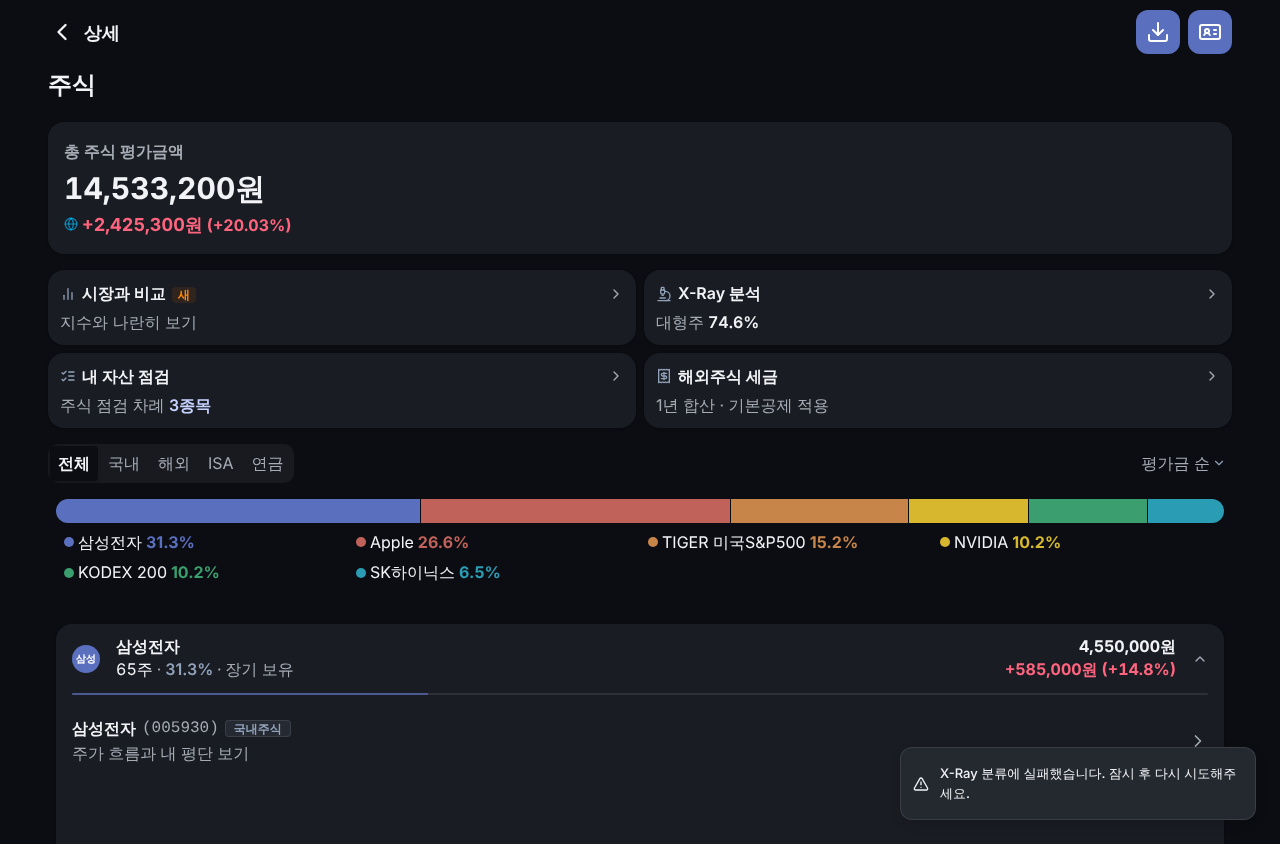 상세
주식
총 주식 평가금액
14,533,200원
+2,425,300원 (+20.03%)
시장과 비교 새
지수와 나란히 보기
X-Ray 분석
대형주 74.6%
내 자산 점검
주식 점검 차례 3종목
해외주식 세금
1년 합산 · 기본공제 적용
전체 국내 해외 ISA 연금
평가금 순
삼성전자 31.3% Apple 26.6% TIGER 미국S&P500 15.2% NVIDIA 10.2%
KODEX 200 10.2% SK하이닉스 6.5%
삼성 삼성전자 4,550,000원
65주 · 31.3% · 장기 보유 +585,000원 (+14.8%)
삼성전자 (005930) 국내주식
주가 흐름과 내 평단 보기
X-Ray 분류에 실패했습니다. 잠시 후 다시 시도해주
세요.